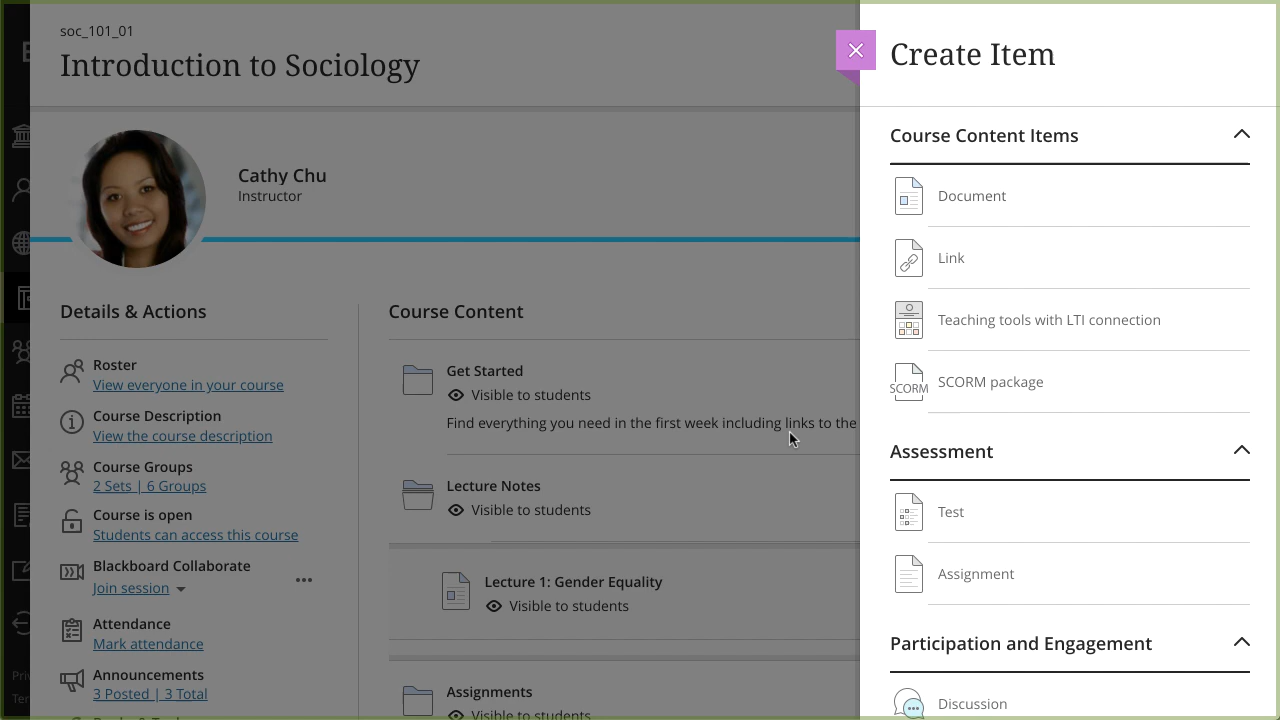 soc_101_01
Introduction to Sociology
Cathy Chu
Instructor
Details & Actions
Roster
View everyone in your course
Course Description
View the course description
Course Groups
2 Sets | 6 Groups
Course is open
Students can access this course
Blackboard Collaborate
Join session
Attendance
Mark attendance
Announcements
3 Posted | 3 Total
Course Content
Get Started
Visible to students
Find everything you need in the first week including links to the
Lecture Notes
Visible to students
Lecture 1: Gender Equality
Visible to students
Assignments
Visible to students
Create Item
Course Content Items
Document
Link
Teaching tools with LTI connection
SCORM
SCORM package
Assessment
Test
Assignment
Participation and Engagement
Discussion